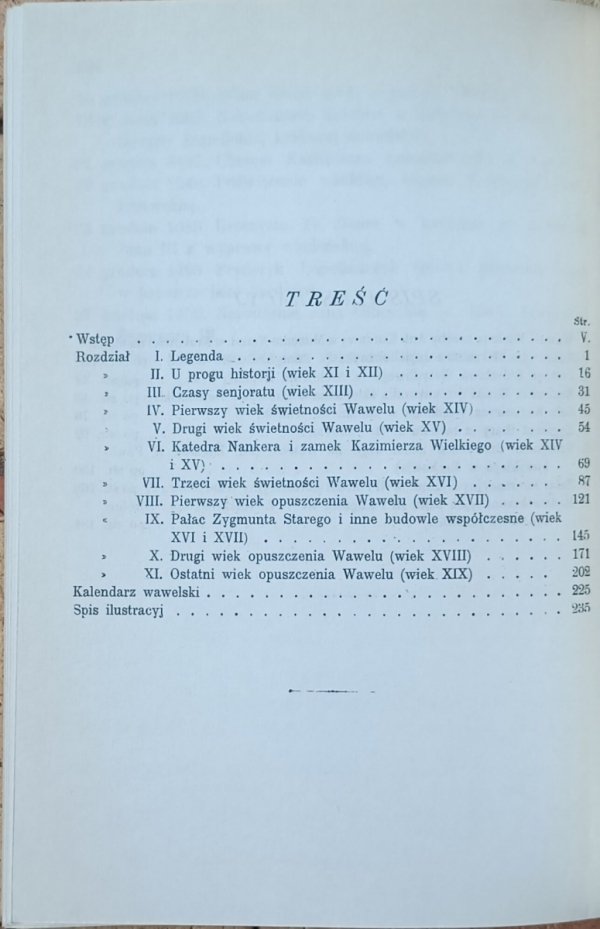 TREŚĆ
Str.
Wstęp . . . . . . . . . . . . . . . . . . . . . . . . . . . . . V.
Rozdział I. Legenda . . . . . . . . . . . . . . . . . . . . . . 1
» II. U progu historji (wiek XI i XII) . . . . . . . . . . . . 16
» III. Czasy senjoratu (wiek XIII) . . . . . . . . . . . . . 31
» IV. Pierwszy wiek świetności Wawelu (wiek XIV) . . . . . . 45
» V. Drugi wiek świetności Wawelu (wiek XV) . . . . . . . . 54
» VI. Katedra Nankera i zamek Kazimierza Wielkiego (wiek XIV
i XV) . . . . . . . . . . . . . . . . . . . . . . . . 69
» VII. Trzeci wiek świetności Wawelu (wiek XVI) . . . . . . 87
» VIII. Pierwszy wiek opuszczenia Wawelu (wiek XVII) . . . . . 121
« IX. Pałac Zygmunta Starego i inne budowle współczesne (wiek
XVI i XVII) . . . . . . . . . . . . . . . . . . . . . 145
» X. Drugi wiek opuszczenia Wawelu (wiek XVIII) . . . . . . 171
» XI. Ostatni wiek opuszczenia Wawelu (wiek XIX) . . . . . 202
Kalendarz wawelski . . . . . . . . . . . . . . . . . . . . . . . 225
Spis ilustracyj . . . . . . . . . . . . . . . . . . . . . . . . . 235